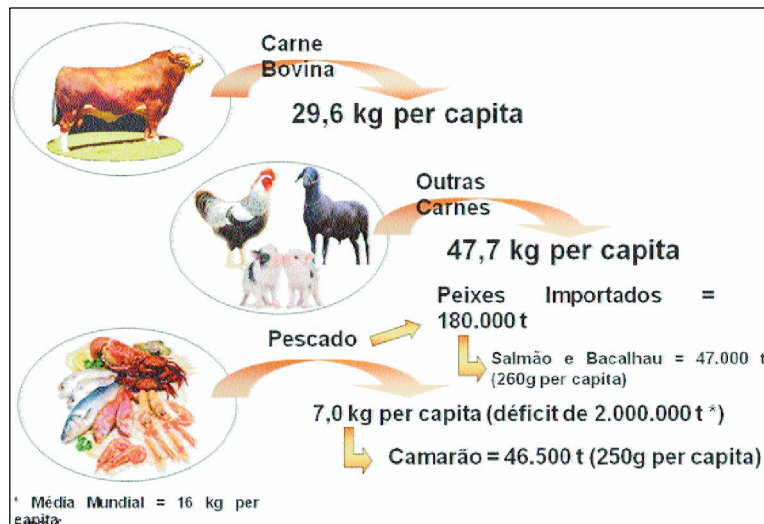 Carne
Bovina
29,6 kg per capita
Outras
Carnes
47,7 kg per capita
Peixes Importados =
180.000 t
Pescado
Salmão e Bacalhau = 47.000 t
(260g per capita)
7,0 kg per capita (déficit de 2.000.000 t *)
Camarão = 46.500 t (250g per capita)
* Média Mundial = 16 kg per
capita